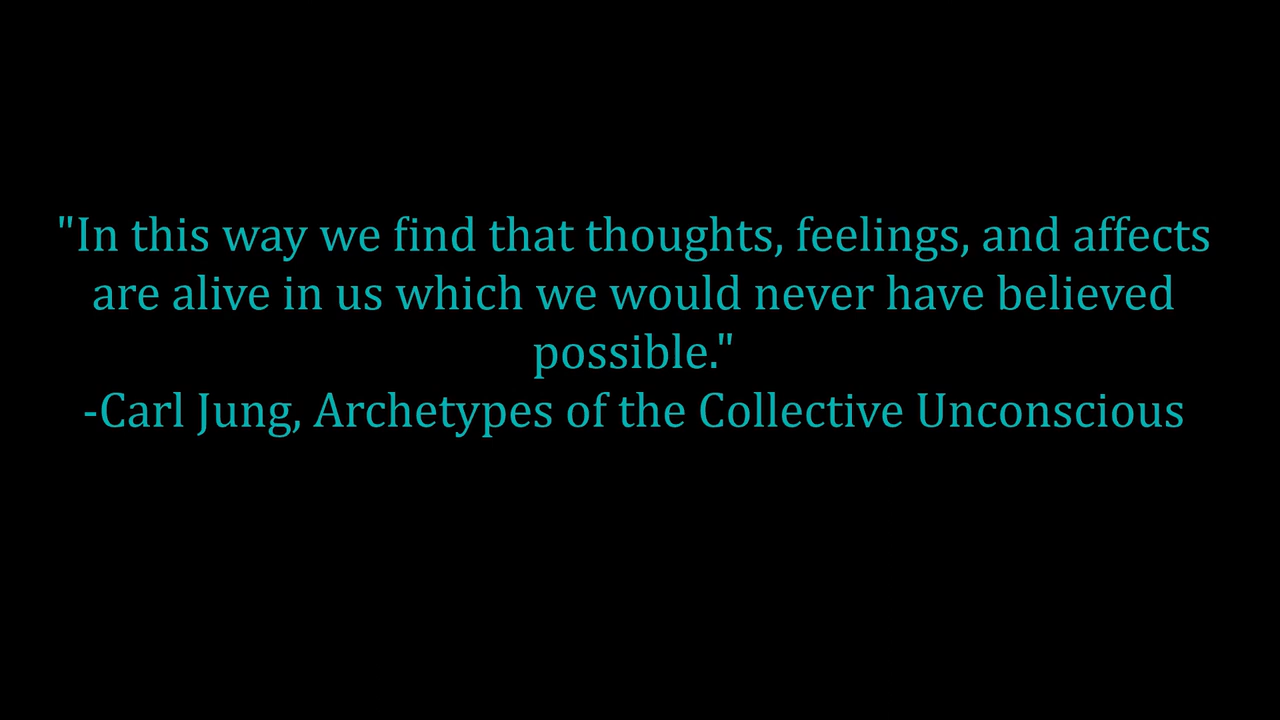 "In this way we find that thoughts, feelings, and affects
are alive in us which we would never have believed
possible."
-Carl Jung, Archetypes of the Collective Unconscious